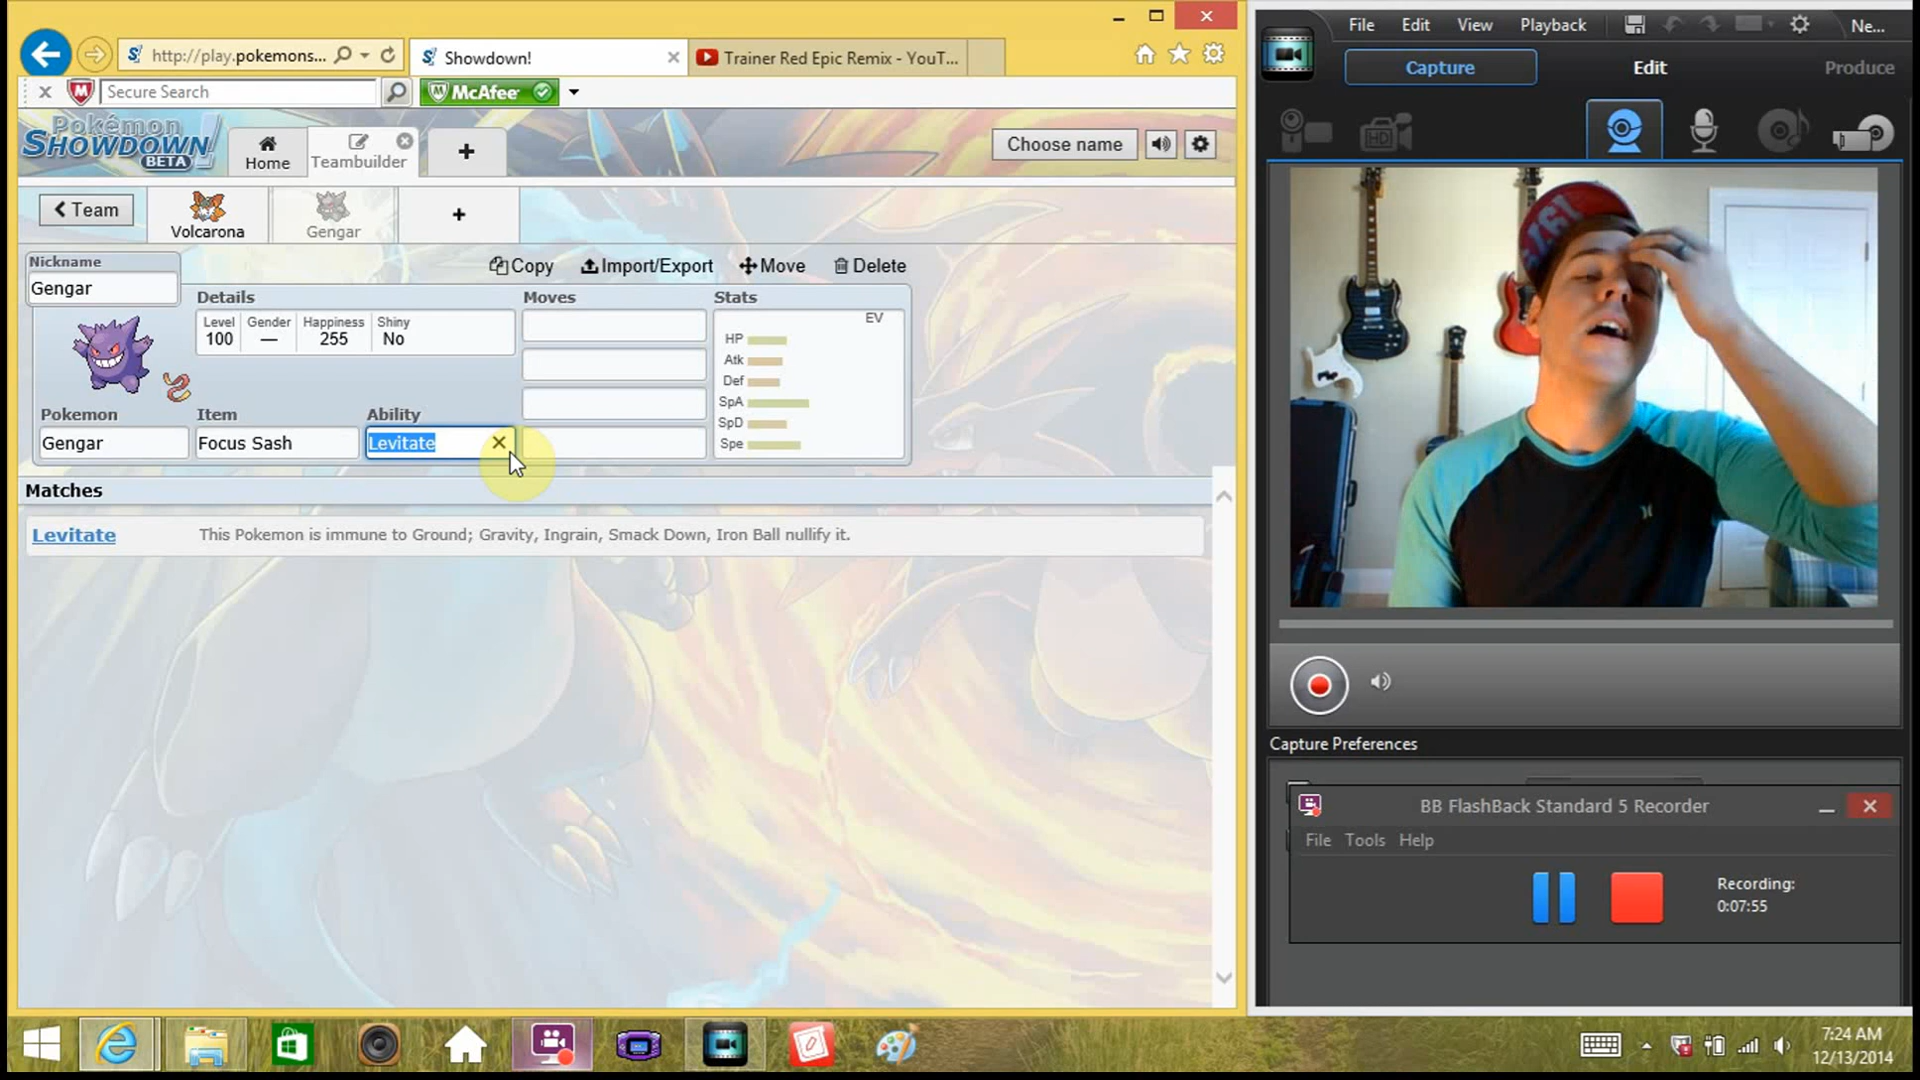 http://play.pokemons...
Showdown!
Trainer Red Epic Remix - YouT...
Secure Search
McAfee
Pokémon
SHOWDOWN!
BETA
Home
Teambuilder
Choose name
Team
Volcarona
Gengar
Nickname
Gengar
Copy
Import/Export
Move
Delete
Details
Moves
Stats
Level
Gender
Happiness
Shiny
100
—
255
No
EV
HP
Atk
Def
SpA
SpD
Spe
Pokemon
Item
Ability
Gengar
Focus Sash
Levitate
Matches
Levitate
This Pokemon is immune to Ground; Gravity, Ingrain, Smack Down, Iron Ball nullify it.
File
Edit
View
Playback
Ne...
Capture
Edit
Produce
HD
Capture Preferences
BB FlashBack Standard 5 Recorder
File
Tools
Help
Recording:
0:07:55
7:24 AM
12/13/2014